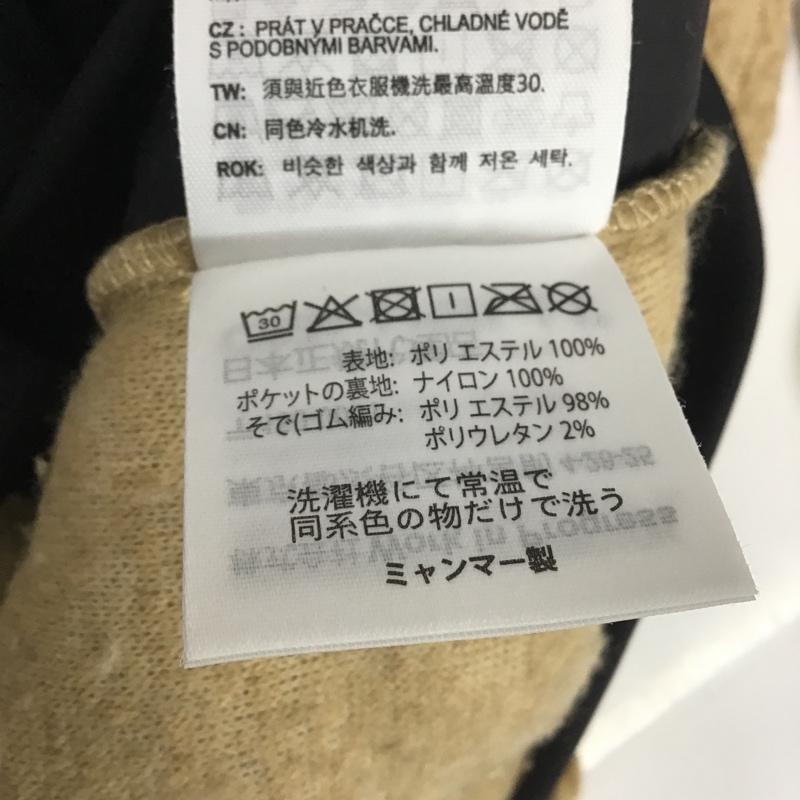 CZ : PRÁT V PRAČCE, CHLADNÉ VODĚ
S PODOBNÝMI BARVAMI.
TW: 須與近色衣服機洗最高溫度30.
CN: 同色冷水机洗.
ROK: 비슷한 색상과 함께 저온 세탁.
30
表地: ポリ エステル 100%
ポケットの裏地: ナイロン 100%
そで(ゴム編み: ポリ エステル 98%
ポリウレタン 2%
洗濯機にて常温で
同系色の物だけで洗う
ミャンマー製